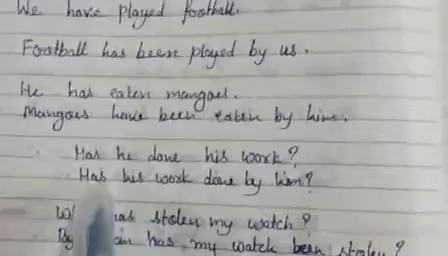 We have played football.
Football has been played by us.
He has eaten mangoes.
Mangoes have been eaten by him.
Has he done his work?
Has his work done by him?
stolen my watch?
has my watch been stolen?